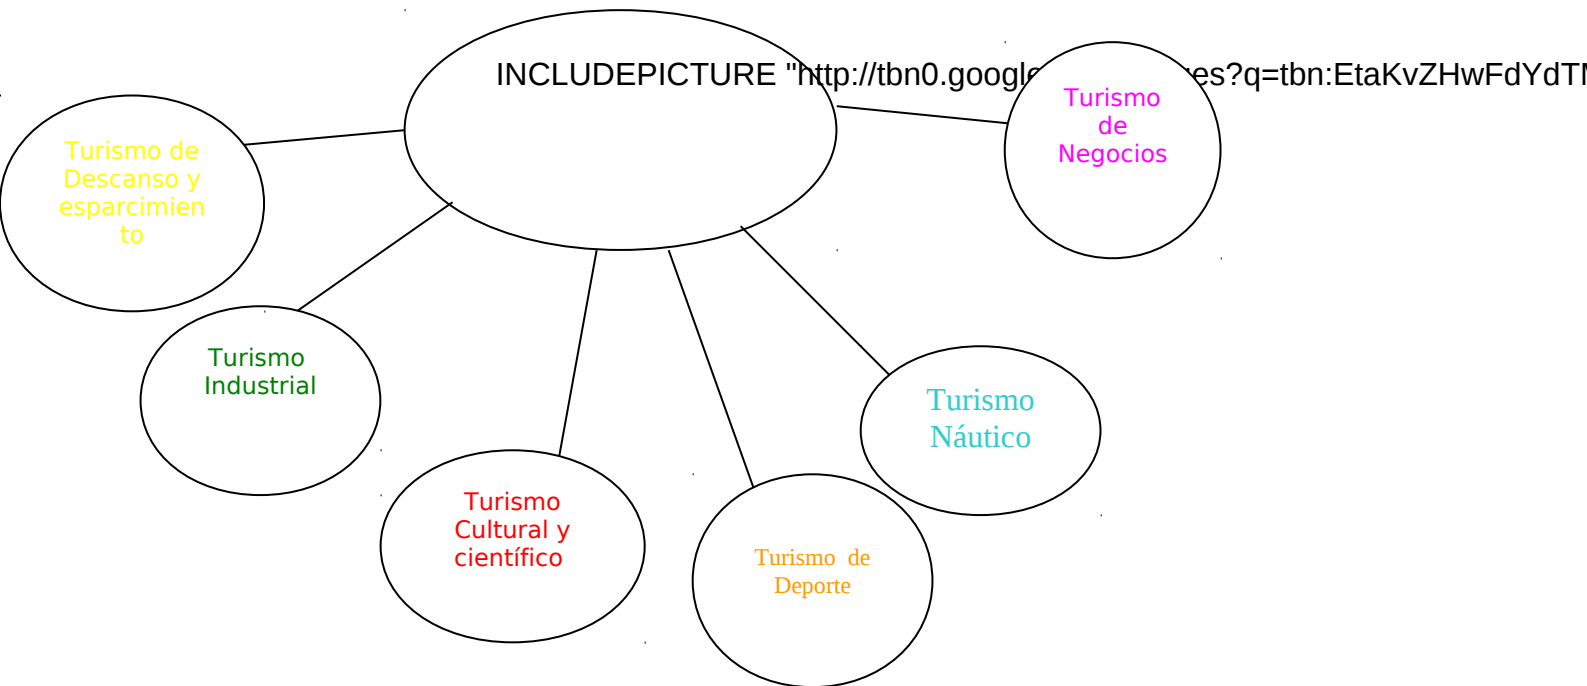 INCLUDEPICTURE "http://tbn0.google es?q=tbn:EtaKvZHwFdYdT
Turismo
de
Negocios
Turismo de
Descanso y
esparcimien
to
Turismo
Industrial
Turismo
Náutico
Turismo
Cultural y
científico
Turismo de
Deporte